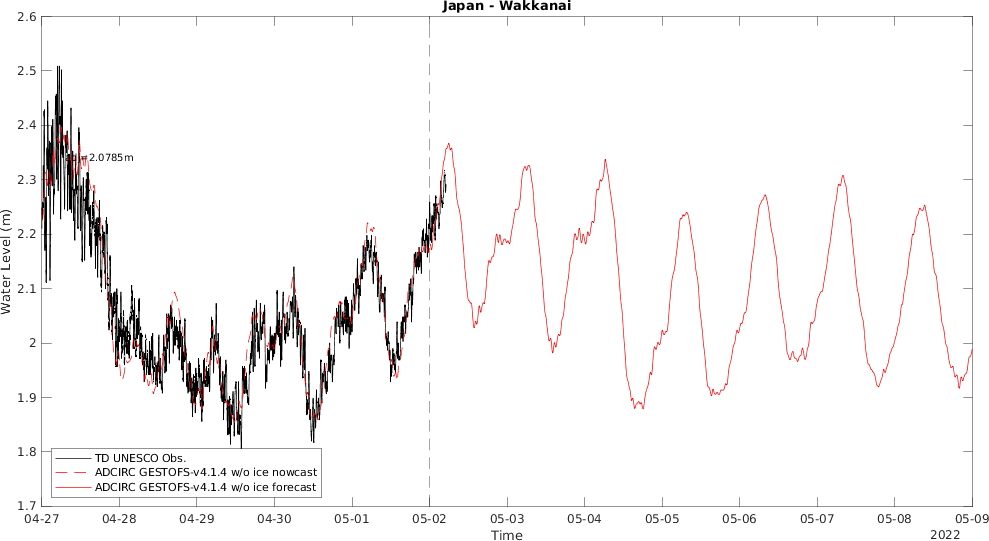 Japan - Wakkanai
2.6
2.5
2.4
2.3
2.2
2.1
2
1.9
1.8
1.7
Water Level (m)
=2.0785m
TD UNESCO Obs.
ADCIRC GESTOFS-v4.1.4 w/o ice nowcast
ADCIRC GESTOFS-v4.1.4 w/o ice forecast
04-27 04-28 04-29 04-30 05-01 05-02 05-03 05-04 05-05 05-06 05-07 05-08 05-09
Time
2022